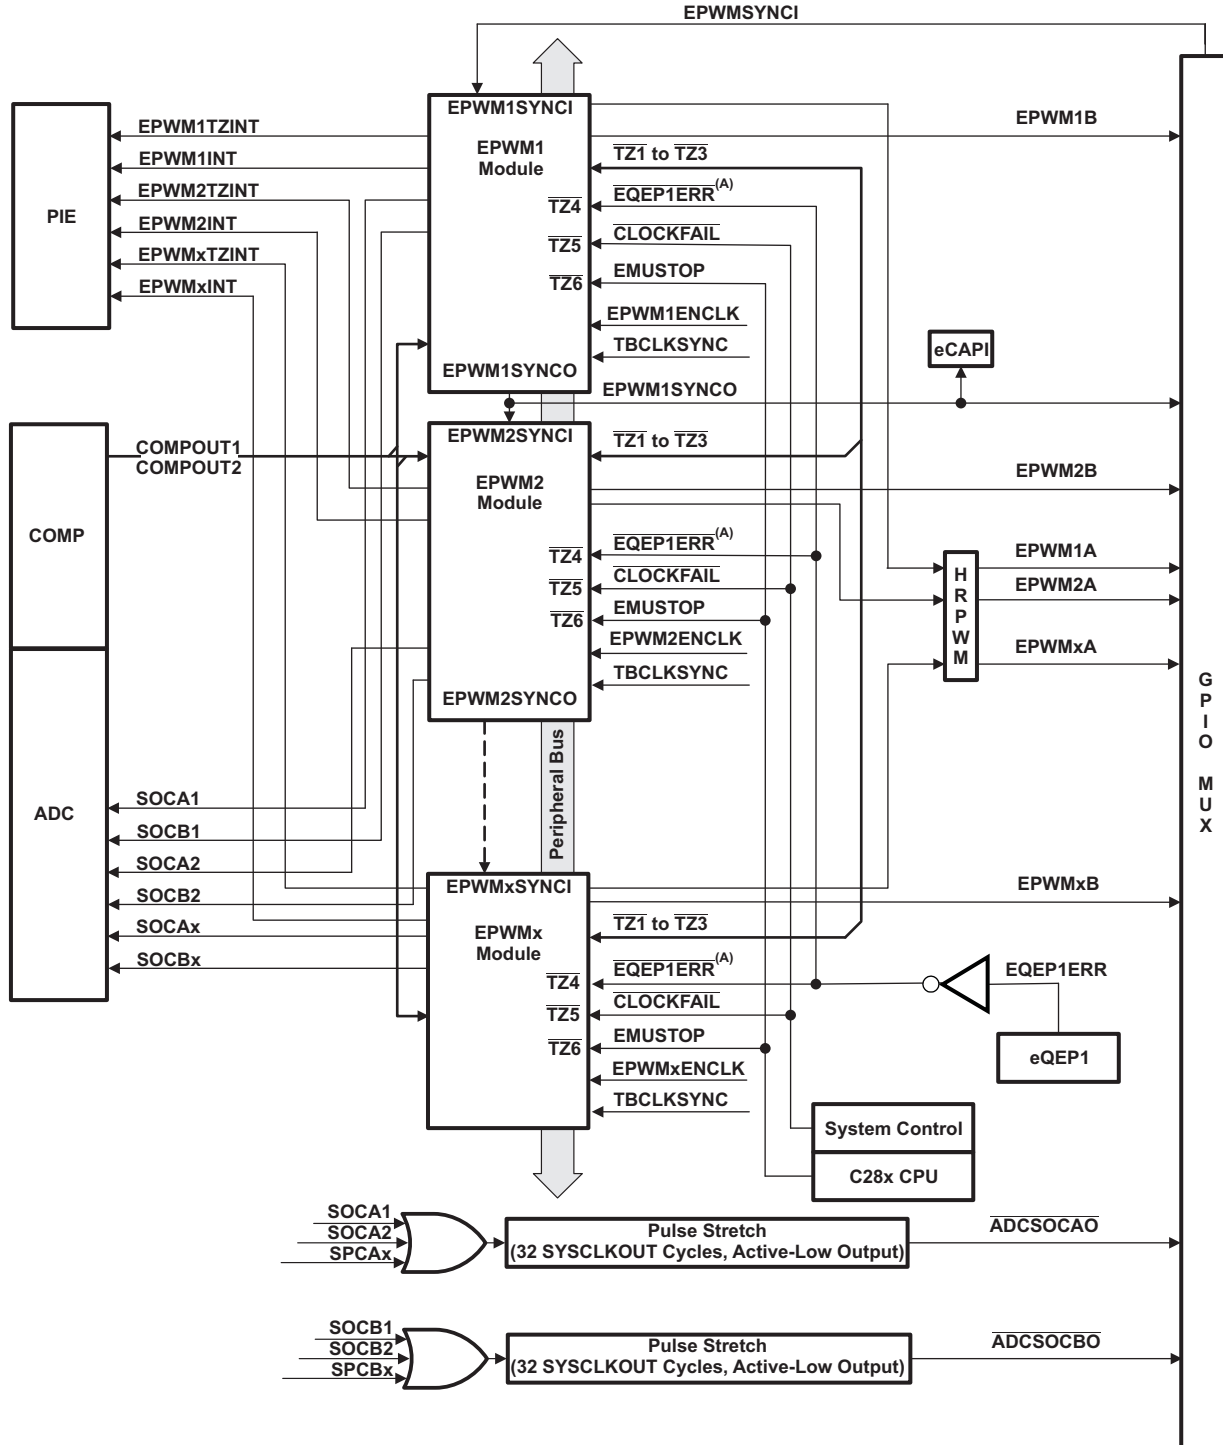 EPWMSYNCI
EPWM1SYNCI
EPWM1
Module
TZ4
TZ5
TZ6
EPWM1SYNCO
EPWM1TZINT
EPWM1INT
EPWM2TZINT
EPWM2INT
EPWMxTZINT
EPWMxINT
PIE
EPWM1B
TZ1 to TZ3
EQEP1ERR(A)
CLOCKFAIL
EMUSTOP
EPWM1ENCLK
TBCLKSYNC
eCAPI
EPWM1SYNCO
COMPOUT1
COMPOUT2
COMP
EPWM2SYNCI
EPWM2
Module
TZ4
TZ5
TZ6
EPWM2SYNCO
TZ1 to TZ3
EPWM2B
EQEP1ERR(A)
CLOCKFAIL
EMUSTOP
EPWM2ENCLK
TBCLKSYNC
HRPWM
EPWM1A
EPWM2A
EPWMxA
GPIO MUX
Peripheral Bus
ADC
SOCA1
SOCB1
SOCA2
SOCB2
SOCAx
SOCBx
EPWMxSYNCI
EPWMx
Module
TZ4
TZ5
TZ6
EPWMxB
TZ1 to TZ3
EQEP1ERR(A)
CLOCKFAIL
EMUSTOP
EPWMxENCLK
TBCLKSYNC
EQEP1ERR
eQEP1
System Control
C28x CPU
SOCA1
SOCA2
SPCAx
Pulse Stretch
(32 SYSCLKOUT Cycles, Active-Low Output)
ADCSOCAO
SOCB1
SOCB2
SPCBx
Pulse Stretch
(32 SYSCLKOUT Cycles, Active-Low Output)
ADCSOCBO